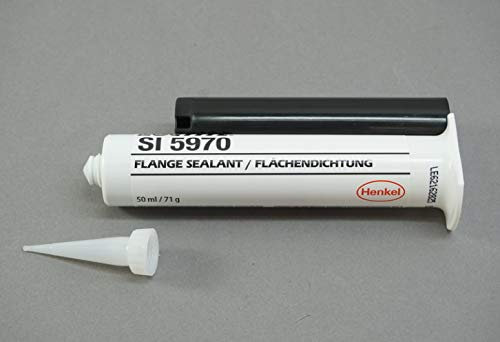 SI 5970
FLANGE SEALANT / FLÄCHENDICHTUNG
50 ml / 71 g
Henkel